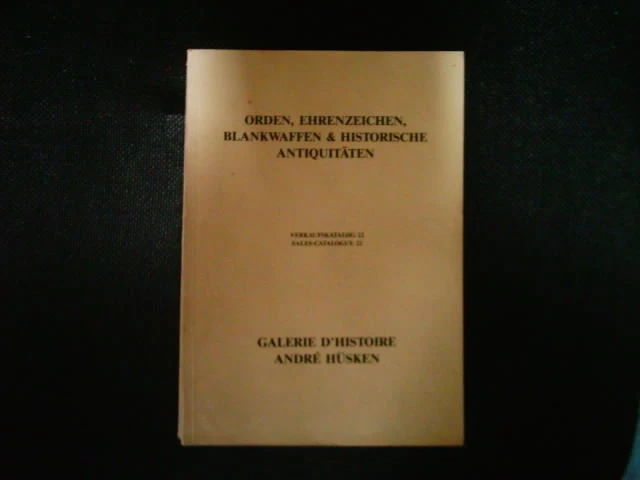 ORDEN, EHRENZEICHEN,
BLANKWAFFEN & HISTORISCHE
ANTIQUITÄTEN
VERKAUFSKATALOG 22
SALES-CATALOGUE 22
GALERIE D'HISTOIRE
ANDRÉ HÜSKEN